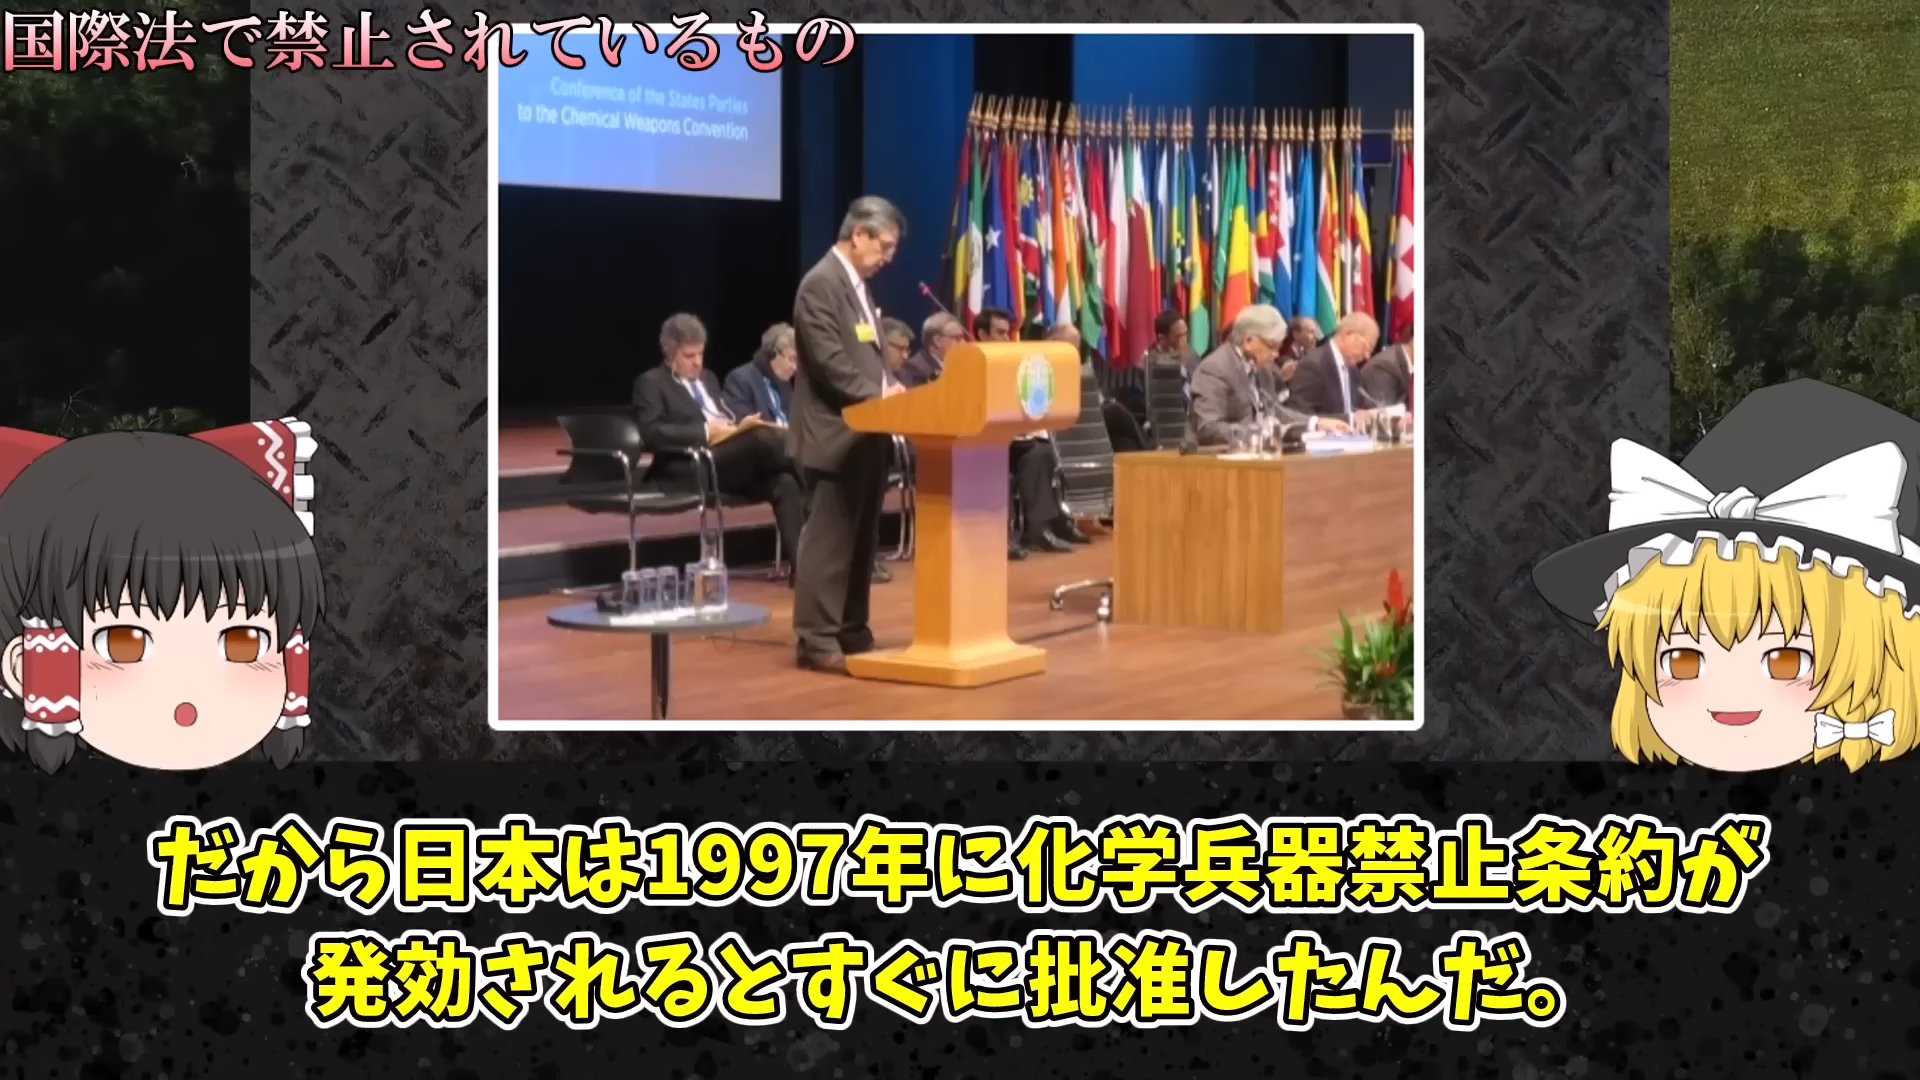 国際法で禁止されているもの
Conference of the States Parties
to the Chemical Weapons Convention
だから日本は1997年に化学兵器禁止条約が
発効されるとすぐに批准したんだ。